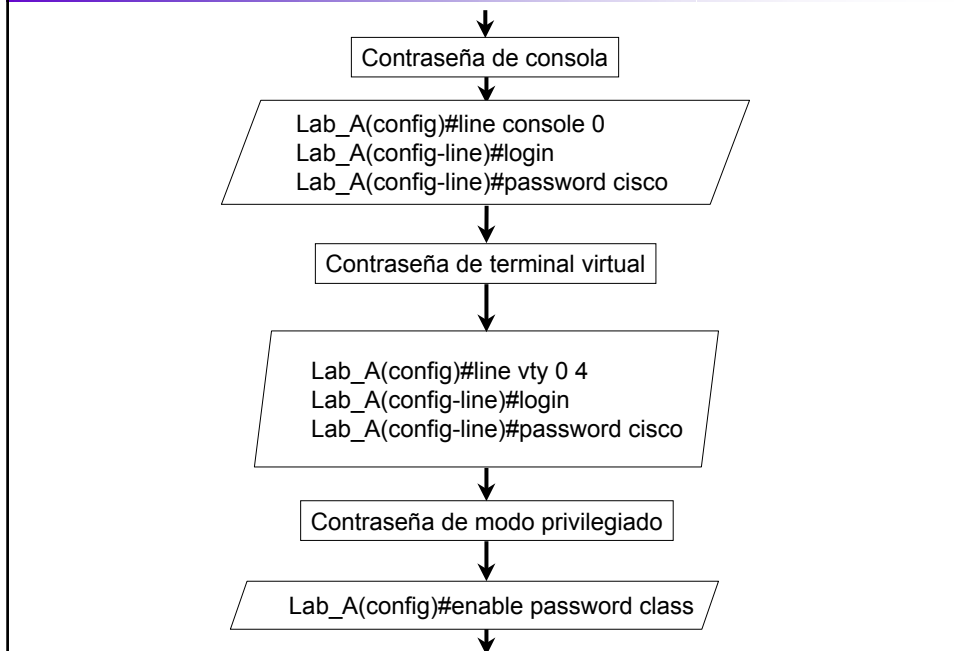 Contraseña de consola
Lab_A(config)#line console 0
Lab_A(config-line)#login
Lab_A(config-line)#password cisco
Contraseña de terminal virtual
Lab_A(config)#line vty 0 4
Lab_A(config-line)#login
Lab_A(config-line)#password cisco
Contraseña de modo privilegiado
Lab_A(config)#enable password class